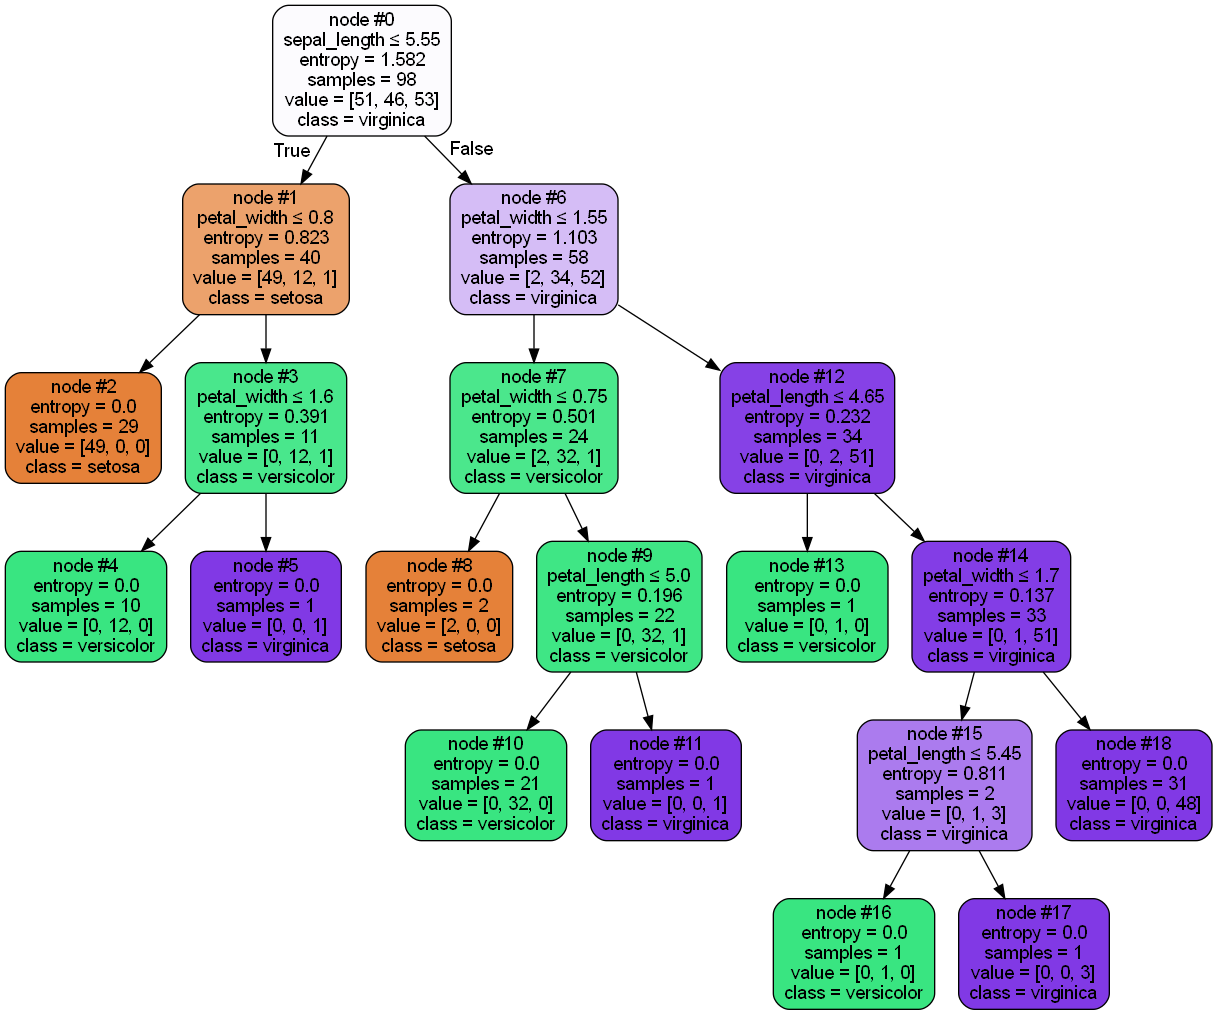 node #0
sepal_length ≤ 5.55
entropy = 1.582
samples = 98
value = [51, 46, 53]
class = virginica
True
False
node #1
petal_width ≤ 0.8
entropy = 0.823
samples = 40
value = [49, 12, 1]
class = setosa
node #6
petal_width ≤ 1.55
entropy = 1.103
samples = 58
value = [2, 34, 52]
class = virginica
node #2
entropy = 0.0
samples = 29
value = [49, 0, 0]
class = setosa
node #3
petal_width ≤ 1.6
entropy = 0.391
samples = 11
value = [0, 12, 1]
class = versicolor
node #7
petal_width ≤ 0.75
entropy = 0.501
samples = 24
value = [2, 32, 1]
class = versicolor
node #12
petal_length ≤ 4.65
entropy = 0.232
samples = 34
value = [0, 2, 51]
class = virginica
node #4
entropy = 0.0
samples = 10
value = [0, 12, 0]
class = versicolor
node #5
entropy = 0.0
samples = 1
value = [0, 0, 1]
class = virginica
node #8
entropy = 0.0
samples = 2
value = [2, 0, 0]
class = setosa
node #9
petal_length ≤ 5.0
entropy = 0.196
samples = 22
value = [0, 32, 1]
class = versicolor
node #13
entropy = 0.0
samples = 1
value = [0, 1, 0]
class = versicolor
node #14
petal_width ≤ 1.7
entropy = 0.137
samples = 33
value = [0, 1, 51]
class = virginica
node #10
entropy = 0.0
samples = 21
value = [0, 32, 0]
class = versicolor
node #11
entropy = 0.0
samples = 1
value = [0, 0, 1]
class = virginica
node #15
petal_length ≤ 5.45
entropy = 0.811
samples = 2
value = [0, 1, 3]
class = virginica
node #18
entropy = 0.0
samples = 31
value = [0, 0, 48]
class = virginica
node #16
entropy = 0.0
samples = 1
value = [0, 1, 0]
class = versicolor
node #17
entropy = 0.0
samples = 1
value = [0, 0, 3]
class = virginica